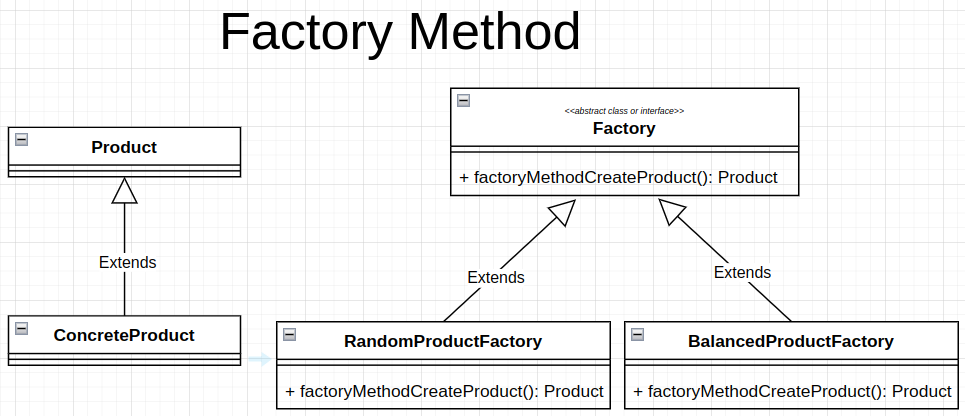 Factory Method
Product
Extends
ConcreteProduct
<<abstract class or interface>>
Factory
+ factoryMethodCreateProduct(): Product
Extends
Extends
RandomProductFactory
+ factoryMethodCreateProduct(): Product
BalancedProductFactory
+ factoryMethodCreateProduct(): Product